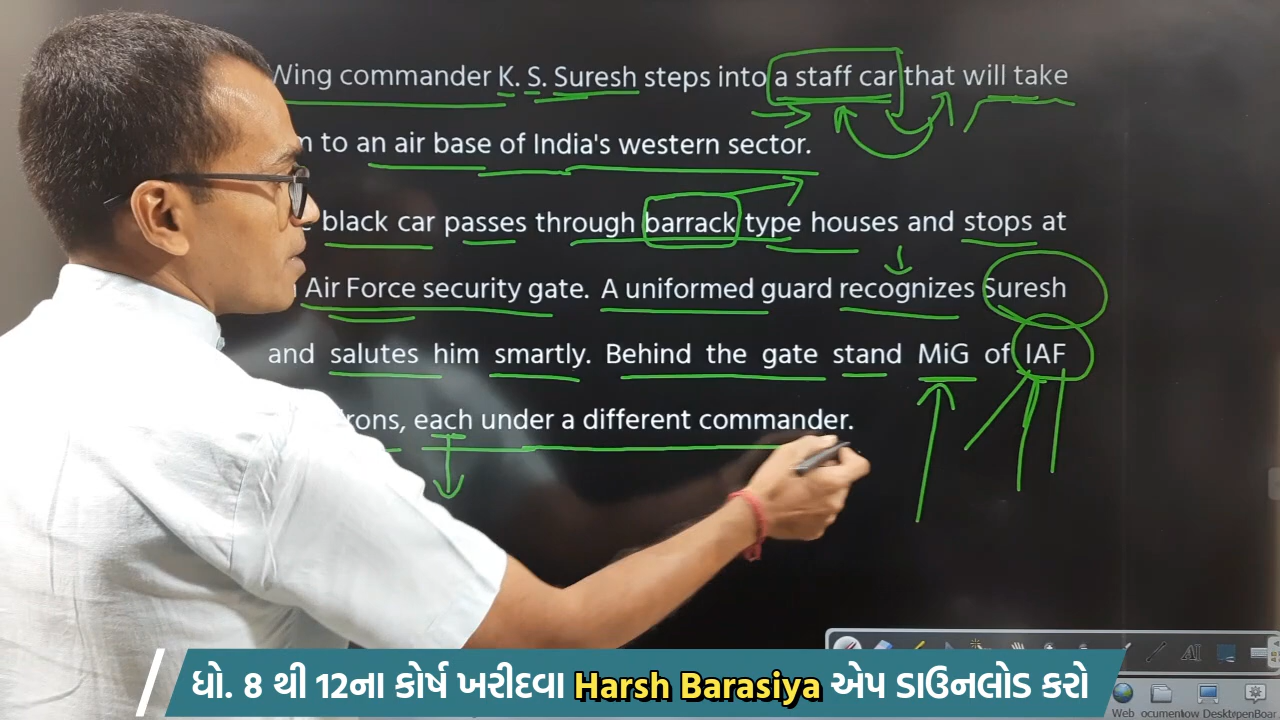 Wing commander K. S. Suresh steps into a staff car that will take
to an air base of India's western sector.
black car passes through barrack type houses and stops at
Air Force security gate. A uniformed guard recognizes Suresh
and salutes him smartly. Behind the gate stand MiG of IAF
each under a different commander.
ધો. 8 થી 12ના કોર્ષ ખરીદવા Harsh Barasiya એપ ડાઉનલોડ કરો
Web